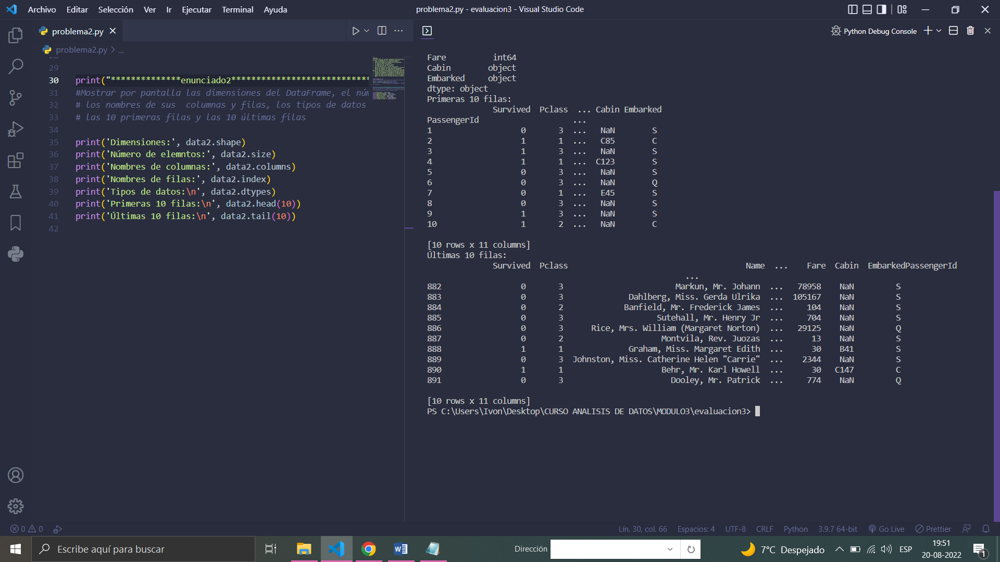 Archivo Editar Selección Ver Ir Ejecutar Terminal Ayuda
problema2.py - evaluacion3 - Visual Studio Code
problema2.py
problema2.py > ...
29
30 print("**************enunciado2****************************
31 #Mostrar por pantalla las dimensiones del DataFrame, el núm
32 # los nombres de sus  columnas y filas, los tipos de datos
33 # las 10 primeras filas y las 10 últimas filas
34
35 print('Dimensiones:', data2.shape)
36 print('Número de elemntos:', data2.size)
37 print('Nombres de columnas:', data2.columns)
38 print('Nombres de filas:', data2.index)
39 print('Tipos de datos:\n', data2.dtypes)
40 print('Primeras 10 filas:\n', data2.head(10))
41 print('Últimas 10 filas:\n', data2.tail(10))
42
Python Debug Console
Fare          int64
Cabin        object
Embarked     object
dtype: object
Primeras 10 filas:
              Survived  Pclass  ... Cabin Embarked
PassengerId                    ...
1                   0       3  ...   NaN        S
2                   1       1  ...   C85        C
3                   1       3  ...   NaN        S
4                   1       1  ...  C123        S
5                   0       3  ...   NaN        S
6                   0       3  ...   NaN        Q
7                   0       1  ...   E45        S
8                   0       3  ...   NaN        S
9                   1       3  ...   NaN        S
10                  1       2  ...   NaN        C
[10 rows x 11 columns]
Últimas 10 filas:
              Survived  Pclass                                      Name  ...    Fare  Cabin  EmbarkedPassengerId
...
882                 0       3                        Markun, Mr. Johann  ...   78958    NaN         S
883                 0       3              Dahlberg, Miss. Gerda Ulrika  ...  105167    NaN         S
884                 0       2             Banfield, Mr. Frederick James  ...     104    NaN         S
885                 0       3                    Sutehall, Mr. Henry Jr  ...     704    NaN         S
886                 0       3      Rice, Mrs. William (Margaret Norton)  ...   29125    NaN         Q
887                 0       2                     Montvila, Rev. Juozas  ...      13    NaN         S
888                 1       1              Graham, Miss. Margaret Edith  ...      30    B41         S
889                 0       3  Johnston, Miss. Catherine Helen "Carrie"  ...    2344    NaN         S
890                 1       1                     Behr, Mr. Karl Howell  ...      30   C147         C
891                 0       3                       Dooley, Mr. Patrick  ...     774    NaN         Q
[10 rows x 11 columns]
PS C:\Users\Ivon\Desktop\CURSO ANALISIS DE DATOS\MODULO3\evaluacion3>
0 0
Lín. 30, col. 66 Espacios: 4 UTF-8 CRLF Python 3.9.7 64-bit Go Live Prettier
Escribe aquí para buscar
Dirección
7°C Despejado
ESP
19:51
20-08-2022
1